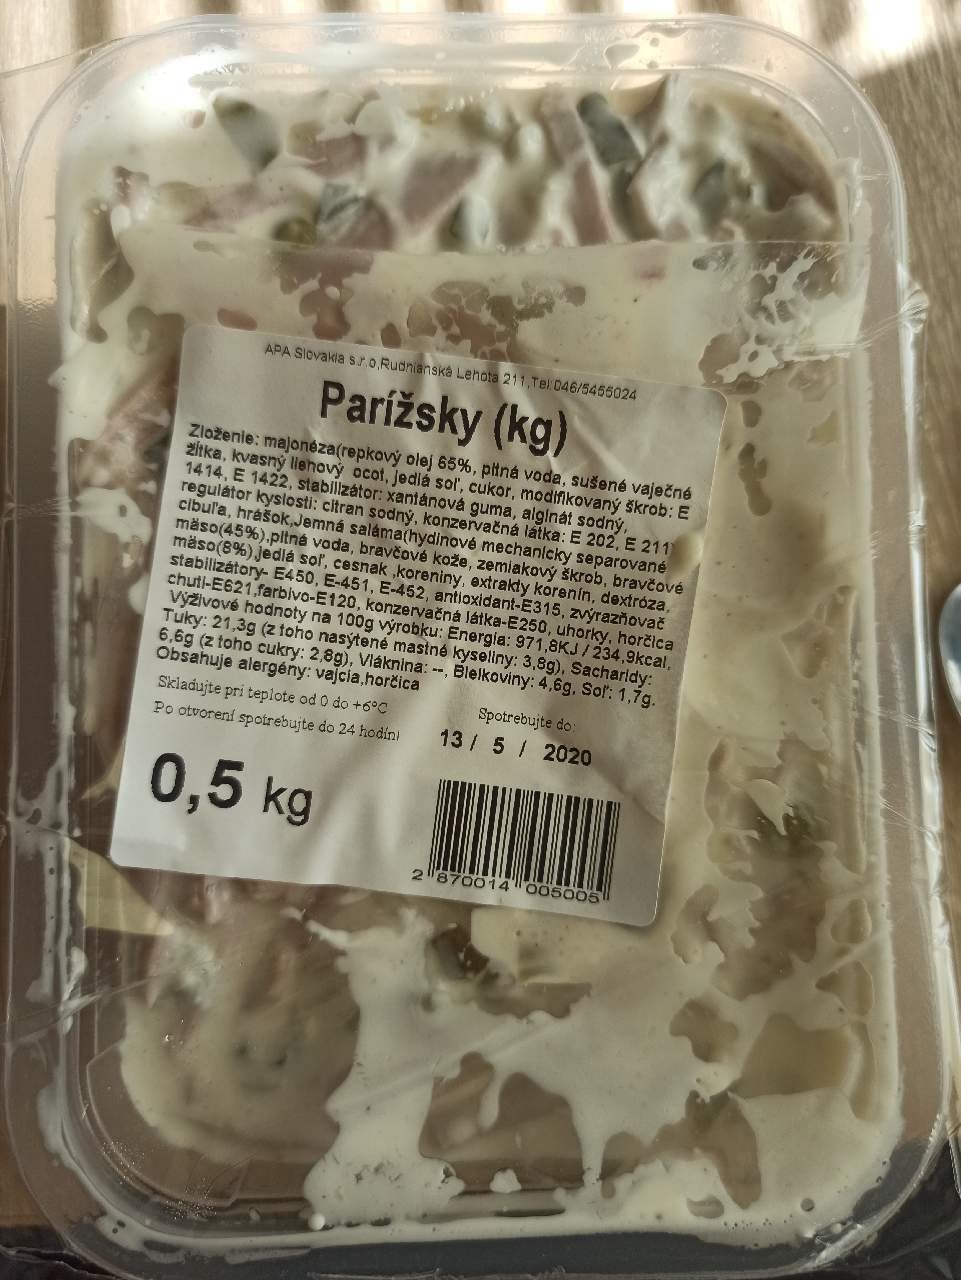 APA Slovakia s.r.o,Rudnianská Lehota 211,Tel:046/5455024
Parížsky (kg)
Zloženie: majonéza(repkový olej 65%, pitná voda, sušené vaječné
žĺtka, kvasný liehový ocot, jedlá soľ, cukor, modifikovaný škrob: E
1414, E 1422, stabilizátor: xantánová guma, alginát sodný,
regulátor kyslosti: citran sodný, konzervačná látka: E 202, E 211)
cibuľa, hrášok,Jemná saláma(hydinové mechanicky separované
mäso(45%),pitná voda, bravčové kože, zemiakový škrob, bravčové
mäso(8%),jedlá soľ, cesnak ,koreniny, extrakty korenín, dextróza,
stabilizátory- E450, E-451, E-452, antioxidant-E315, zvýrazňovač
chuti-E621,farbivo-E120, konzervačná látka-E250, uhorky, horčica
Výživové hodnoty na 100g výrobku: Energia: 971,8KJ / 234,9kcal,
Tuky: 21,3g (z toho nasýtené mastné kyseliny: 3,8g), Sacharidy:
6,6g (z toho cukry: 2,8g), Vláknina: --, Bielkoviny: 4,6g, Soľ: 1,7g.
Obsahuje alergény: vajcia,horčica
Skladujte pri teplote od 0 do +6°C
Po otvorení spotrebujte do 24 hodín!
Spotrebujte do:
13 / 5 / 2020
0,5 kg
2 870014 005005